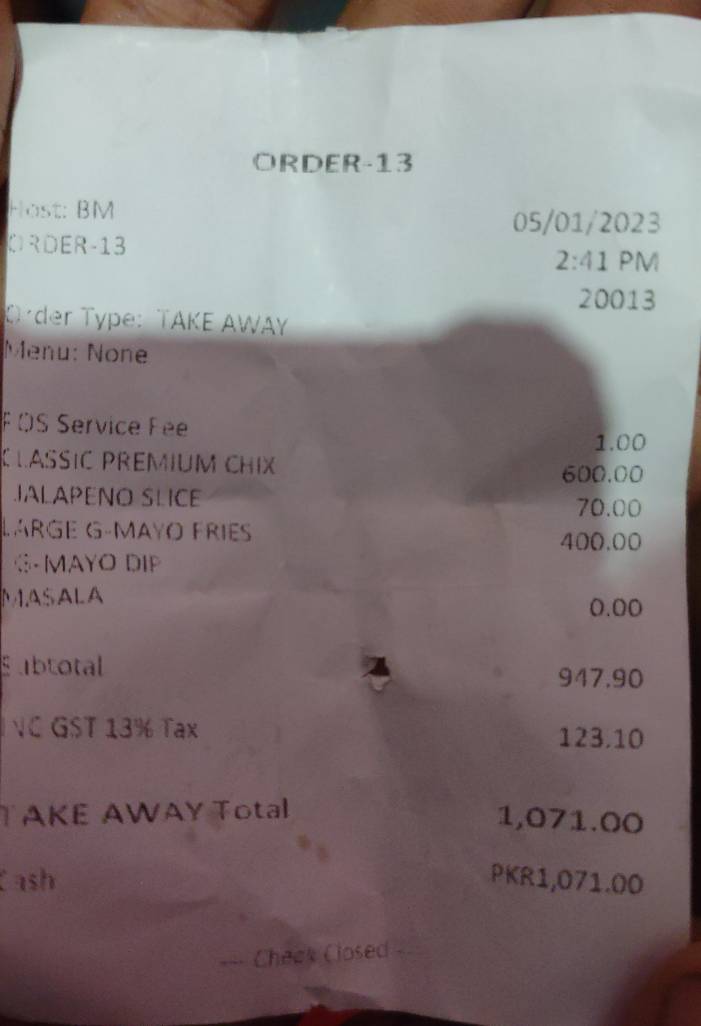 ORDER-13
Host: BM
05/01/2023
ORDER-13
2:41 PM
20013
Order Type: TAKE AWAY
Menu: None
POS Service Fee 1.00
CLASSIC PREMIUM CHIX 600.00
JALAPENO SLICE 70.00
LARGE G-MAYO FRIES 400.00
G-MAYO DIP
MASALA 0.00
Subtotal 947.90
INC GST 13% Tax 123.10
TAKE AWAY Total 1,071.00
Cash PKR1,071.00
--- Check Closed ---